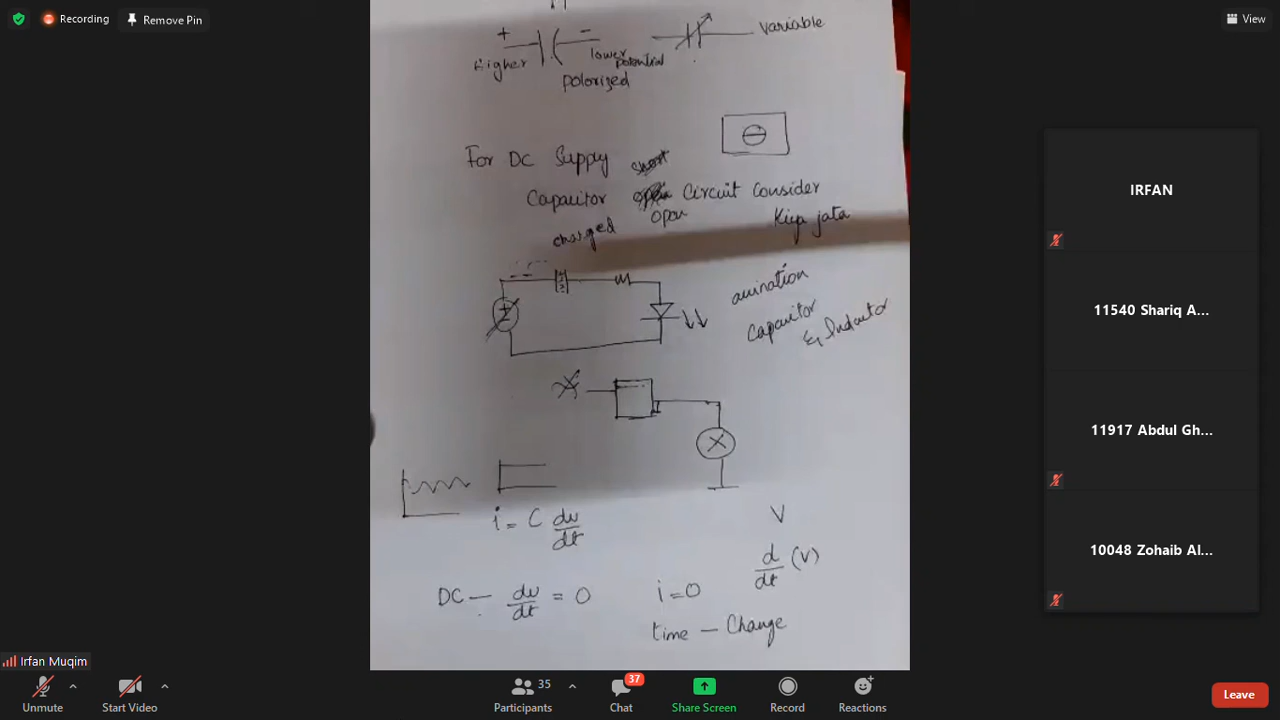 Recording
Remove Pin
View
+ -
Variable
Higher
lower potential
polorized
For DC Supply
Capacitor
Circuit Consider
open
Kiya jata
charged
Capacitor
& Inductor
i = C dv/dt
V
d/dt (V)
DC — dv/dt = 0
i = 0
time — Change
IRFAN
11540 Shariq A...
11917 Abdul Gh...
10048 Zohaib Al...
Irfan Muqim
Unmute
Start Video
35
Participants
37
Chat
Share Screen
Record
Reactions
Leave